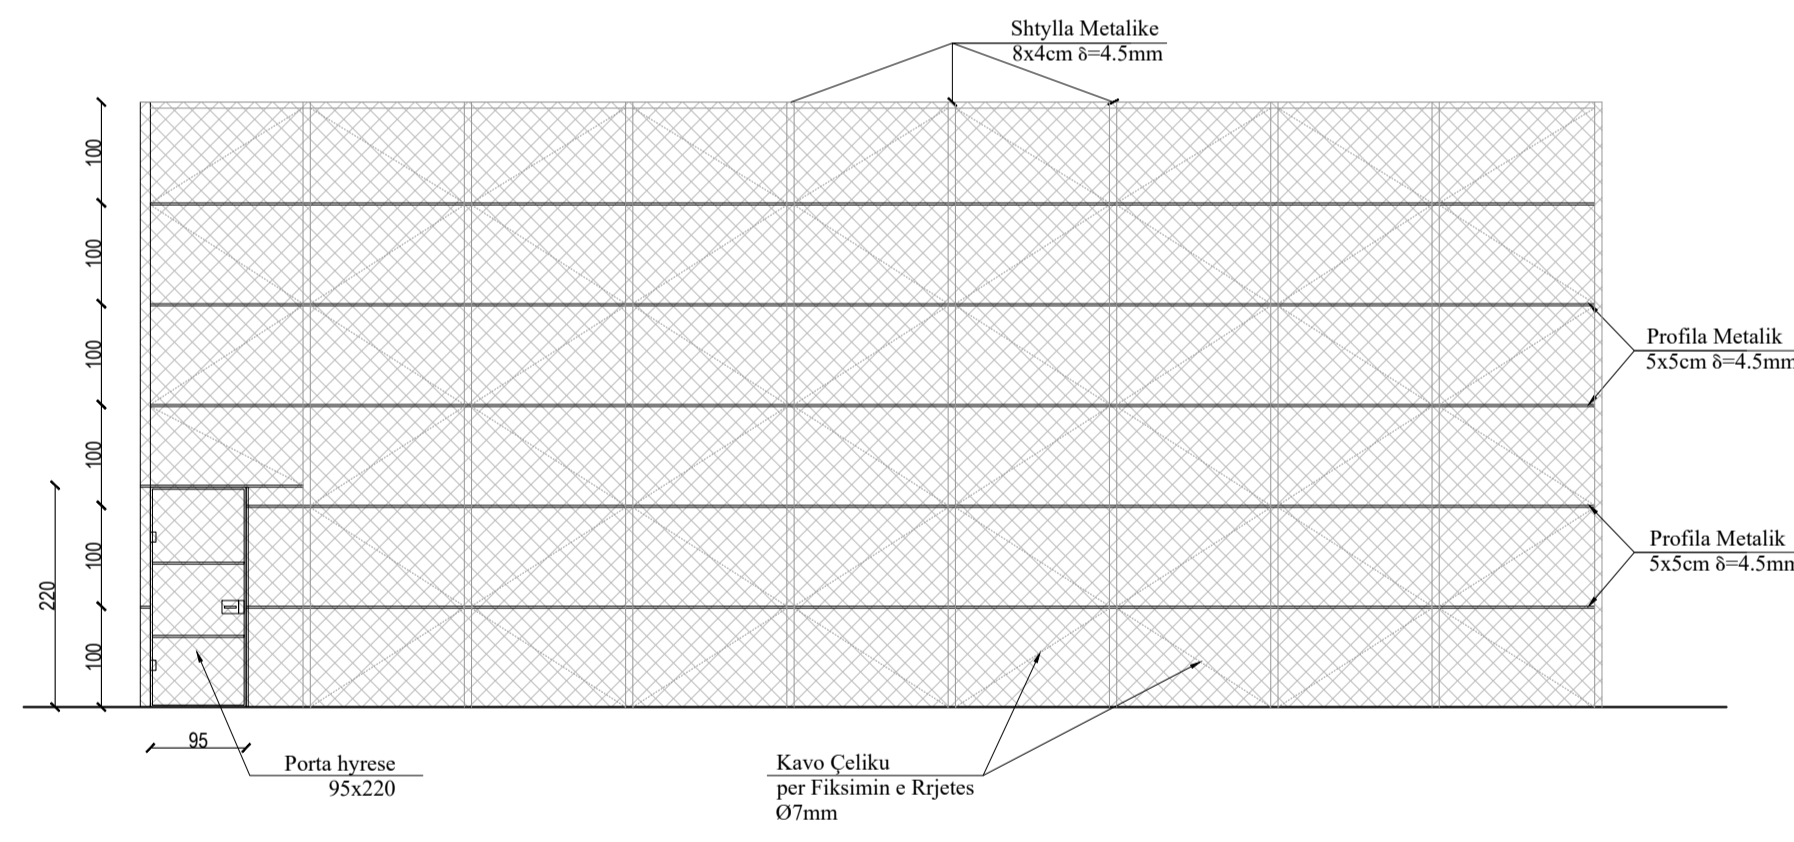 Shtylla Metalike
8x4cm δ=4.5mm
100
100
100
100
100
100
220
95
Profila Metalik
5x5cm δ=4.5mm
Profila Metalik
5x5cm δ=4.5mm
Porta hyrese
95x220
Kavo Çeliku
per Fiksimin e Rrjetes
Ø7mm